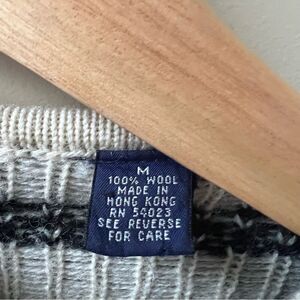 M
100% WOOL
MADE IN
HONG KONG
RN 54023
SEE REVERSE
FOR CARE